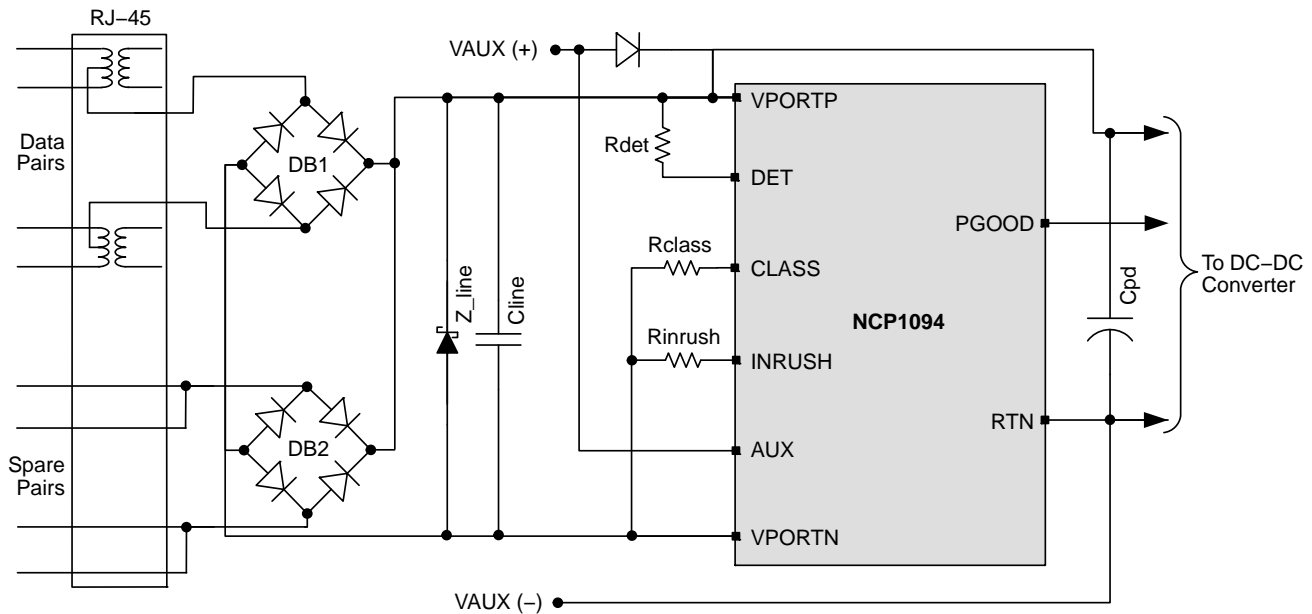 RJ–45
VAUX (+)
Data
Pairs
DB1
Rdet
VPORTP
DET
PGOOD
Rclass
CLASS
Z_line
Cline
NCP1094
Rinrush
INRUSH
Cpd
To DC–DC
Converter
RTN
DB2
AUX
Spare
Pairs
VPORTN
VAUX (–)